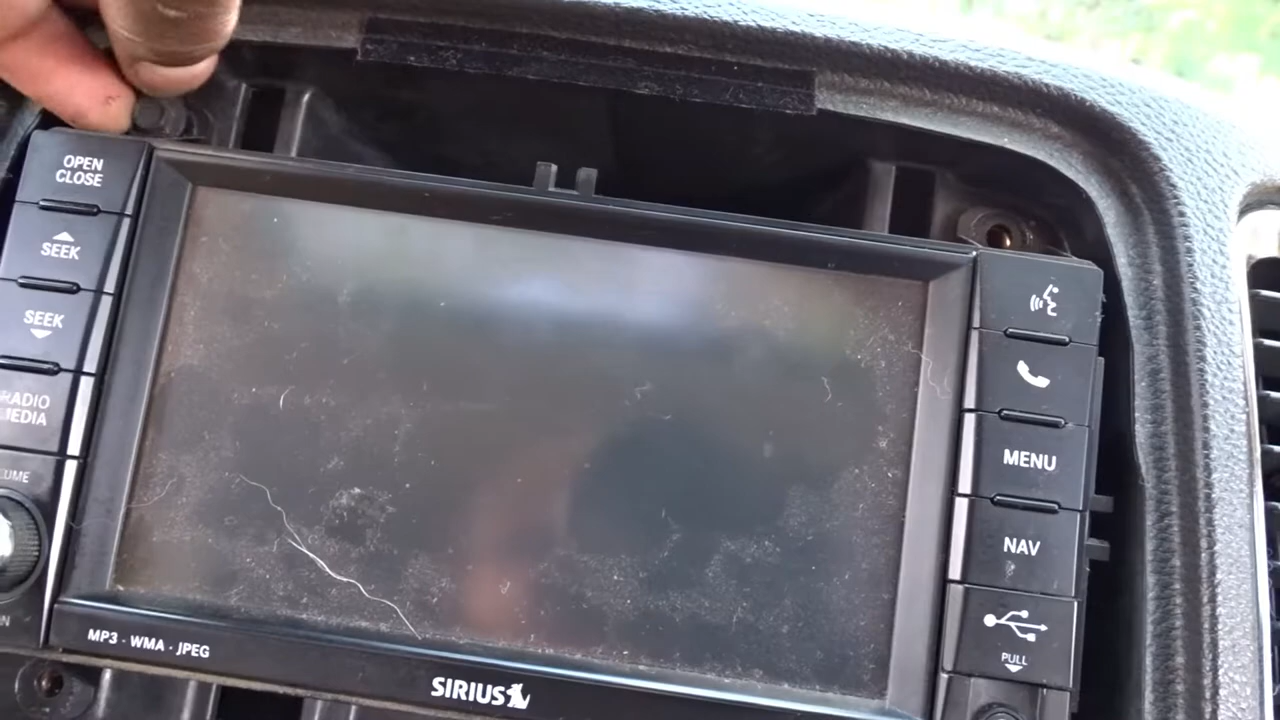 OPEN
CLOSE
SEEK
SEEK
RADIO
MEDIA
MP3 · WMA · JPEG
SIRIUS
MENU
NAV
PULL